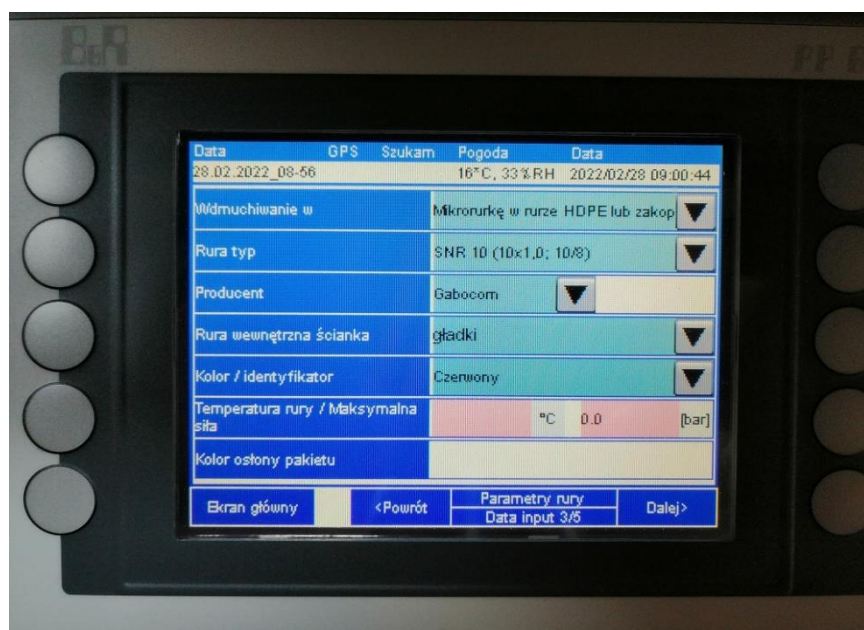 B&R
PP
Data GPS Szukam Pogoda Data
28.02.2022_08-56 16°C, 33%RH 2022/02/28 09:00:44
Wdmuchiwanie w Mikrorurkę w rurze HDPE lub zakop
Rura typ SNR 10 (10x1,0; 10/8)
Producent Gabocom
Rura wewnętrzna ścianka gładki
Kolor / identyfikator Czerwony
Temperatura rury / Maksymalna
siła °C 0.0 [bar]
Kolor osłony pakietu
Ekran główny <Powrót Parametry rury Dalej>
Data input 3/5